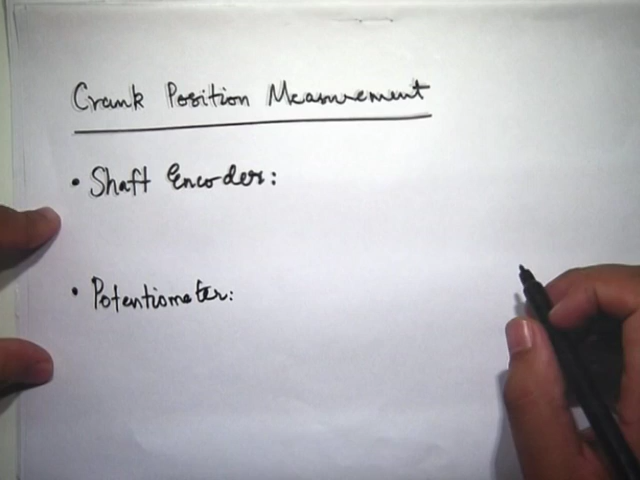 Crank Position Measurement
• Shaft Encoder:
• Potentiometer: